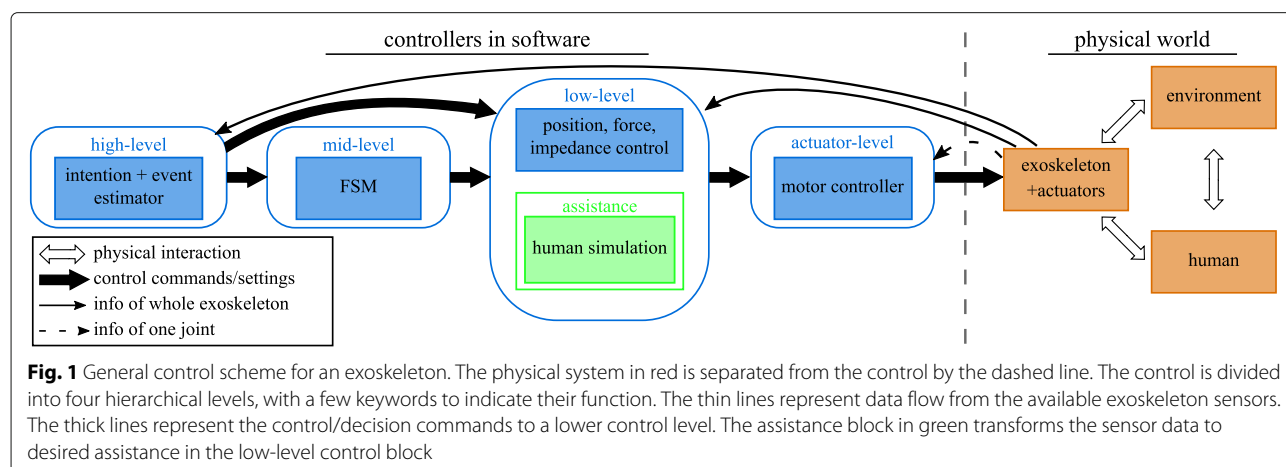 controllers in software
physical world
high-level
intention + event
estimator
mid-level
FSM
low-level
position, force,
impedance control
assistance
human simulation
actuator-level
motor controller
exoskeleton
+actuators
environment
human
physical interaction
control commands/settings
info of whole exoskeleton
info of one joint
Fig. 1 General control scheme for an exoskeleton. The physical system in red is separated from the control by the dashed line. The control is divided
into four hierarchical levels, with a few keywords to indicate their function. The thin lines represent data flow from the available exoskeleton sensors.
The thick lines represent the control/decision commands to a lower control level. The assistance block in green transforms the sensor data to
desired assistance in the low-level control block